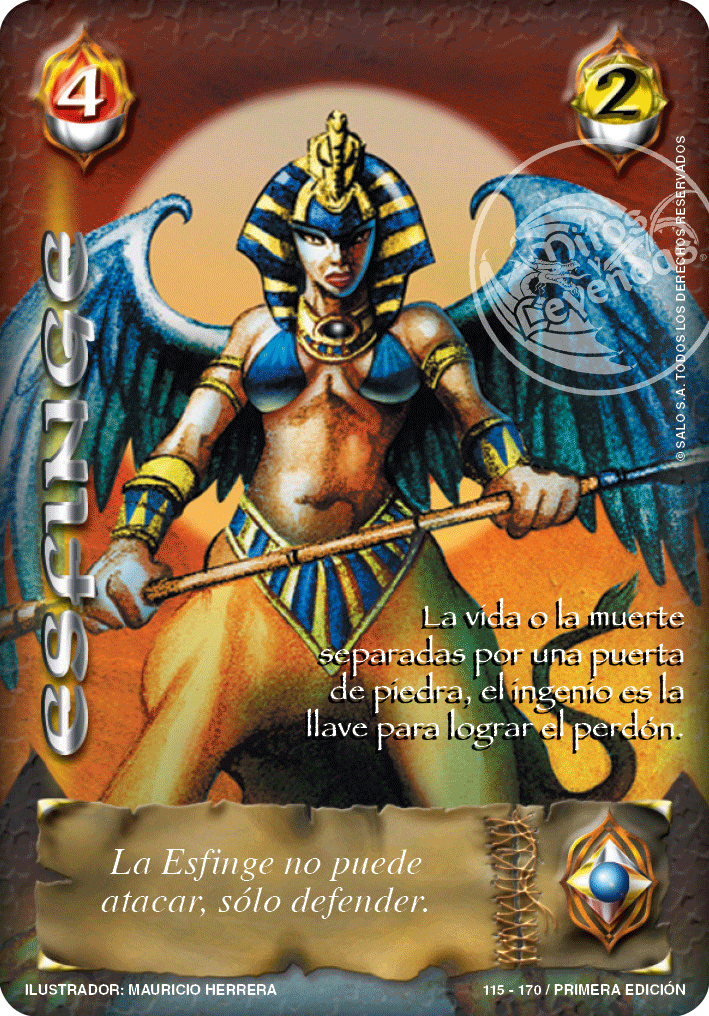 4
2
esfinge
Mitos
y
Leyendas
© SALO S.A. TODOS LOS DERECHOS RESERVADOS
La vida o la muerte
separadas por una puerta
de piedra, el ingenio es la
llave para lograr el perdón.
La Esfinge no puede
atacar, sólo defender.
ILUSTRADOR: MAURICIO HERRERA
115 - 170 / PRIMERA EDICIÓN